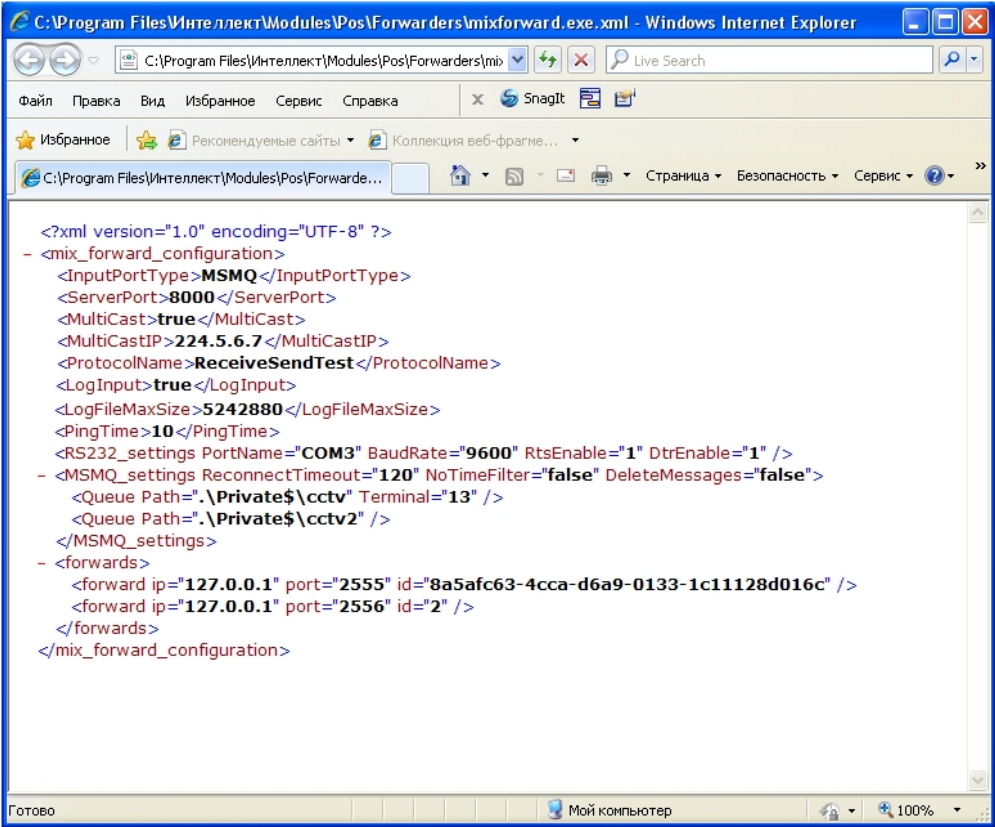 C:\Program Files\Интеллект\Modules\Pos\Forwarders\mixforward.exe.xml - Windows Internet Explorer
C:\Program Files\Интеллект\Modules\Pos\Forwarders\mix Live Search
Файл Правка Вид Избранное Сервис Справка x SnagIt
Избранное Рекомендуемые сайты Коллекция веб-фрагме...
C:\Program Files\Интеллект\Modules\Pos\Forwarde... Страница Безопасность Сервис »
<?xml version="1.0" encoding="UTF-8" ?>
- <mix_forward_configuration>
<InputPortType>MSMQ</InputPortType>
<ServerPort>8000</ServerPort>
<MultiCast>true</MultiCast>
<MultiCastIP>224.5.6.7</MultiCastIP>
<ProtocolName>ReceiveSendTest</ProtocolName>
<LogInput>true</LogInput>
<LogFileMaxSize>5242880</LogFileMaxSize>
<PingTime>10</PingTime>
<RS232_settings PortName="COM3" BaudRate="9600" RtsEnable="1" DtrEnable="1" />
- <MSMQ_settings ReconnectTimeout="120" NoTimeFilter="false" DeleteMessages="false">
<Queue Path=".\Private$\cctv" Terminal="13" />
<Queue Path=".\Private$\cctv2" />
</MSMQ_settings>
- <forwards>
<forward ip="127.0.0.1" port="2555" id="8a5afc63-4cca-d6a9-0133-1c11128d016c" />
<forward ip="127.0.0.1" port="2556" id="2" />
</forwards>
</mix_forward_configuration>
Готово Мой компьютер 100%